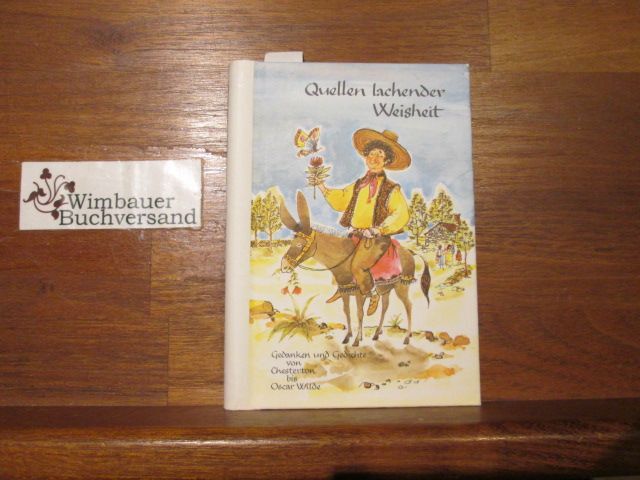 Quellen lachender
Weisheit
Wimbauer
Buchversand
Gedanken und Gedichte
von
Chesterton
bis
Oscar Wilde